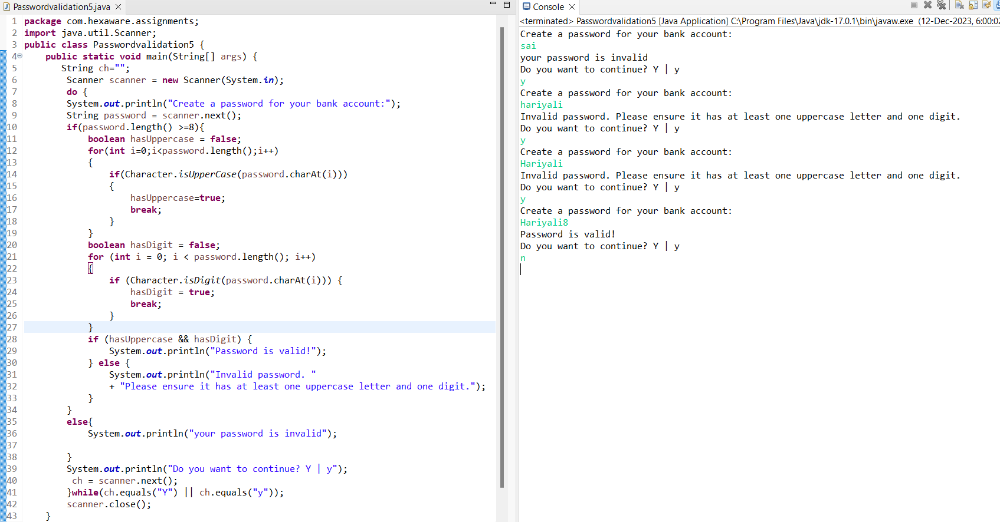 Passwordvalidation5.java
1 package com.hexaware.assignments;
2 import java.util.Scanner;
3 public class Passwordvalidation5 {
4 public static void main(String[] args) {
5 String ch="";
6 Scanner scanner = new Scanner(System.in);
7 do {
8 System.out.println("Create a password for your bank account:");
9 String password = scanner.next();
10 if(password.length() >=8){
11 boolean hasUppercase = false;
12 for(int i=0;i<password.length();i++)
13 {
14 if(Character.isUpperCase(password.charAt(i)))
15 {
16 hasUppercase=true;
17 break;
18 }
19 }
20 boolean hasDigit = false;
21 for (int i = 0; i < password.length(); i++)
22 {
23 if (Character.isDigit(password.charAt(i))) {
24 hasDigit = true;
25 break;
26 }
27 }
28 if (hasUppercase && hasDigit) {
29 System.out.println("Password is valid!");
30 } else {
31 System.out.println("Invalid password. "
32 + "Please ensure it has at least one uppercase letter and one digit.");
33 }
34 }
35 else{
36 System.out.println("your password is invalid");
37
38 }
39 System.out.println("Do you want to continue? Y | y");
40 ch = scanner.next();
41 }while(ch.equals("Y") || ch.equals("y"));
42 scanner.close();
43 }
Console
<terminated> Passwordvalidation5 [Java Application] C:\Program Files\Java\jdk-17.0.1\bin\javaw.exe (12-Dec-2023, 6:00:02
Create a password for your bank account:
sai
your password is invalid
Do you want to continue? Y | y
y
Create a password for your bank account:
hariyali
Invalid password. Please ensure it has at least one uppercase letter and one digit.
Do you want to continue? Y | y
y
Create a password for your bank account:
Hariyali
Invalid password. Please ensure it has at least one uppercase letter and one digit.
Do you want to continue? Y | y
y
Create a password for your bank account:
Hariyali8
Password is valid!
Do you want to continue? Y | y
n